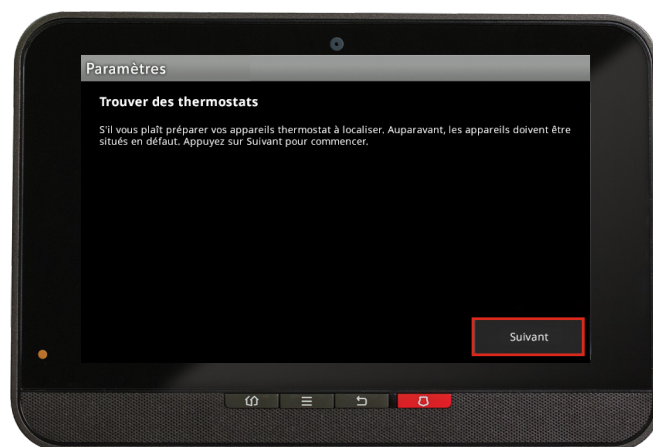 Paramètres
Trouver des thermostats
S'il vous plaît préparer vos appareils thermostat à localiser. Auparavant, les appareils doivent être
situés en défaut. Appuyez sur Suivant pour commencer.
Suivant